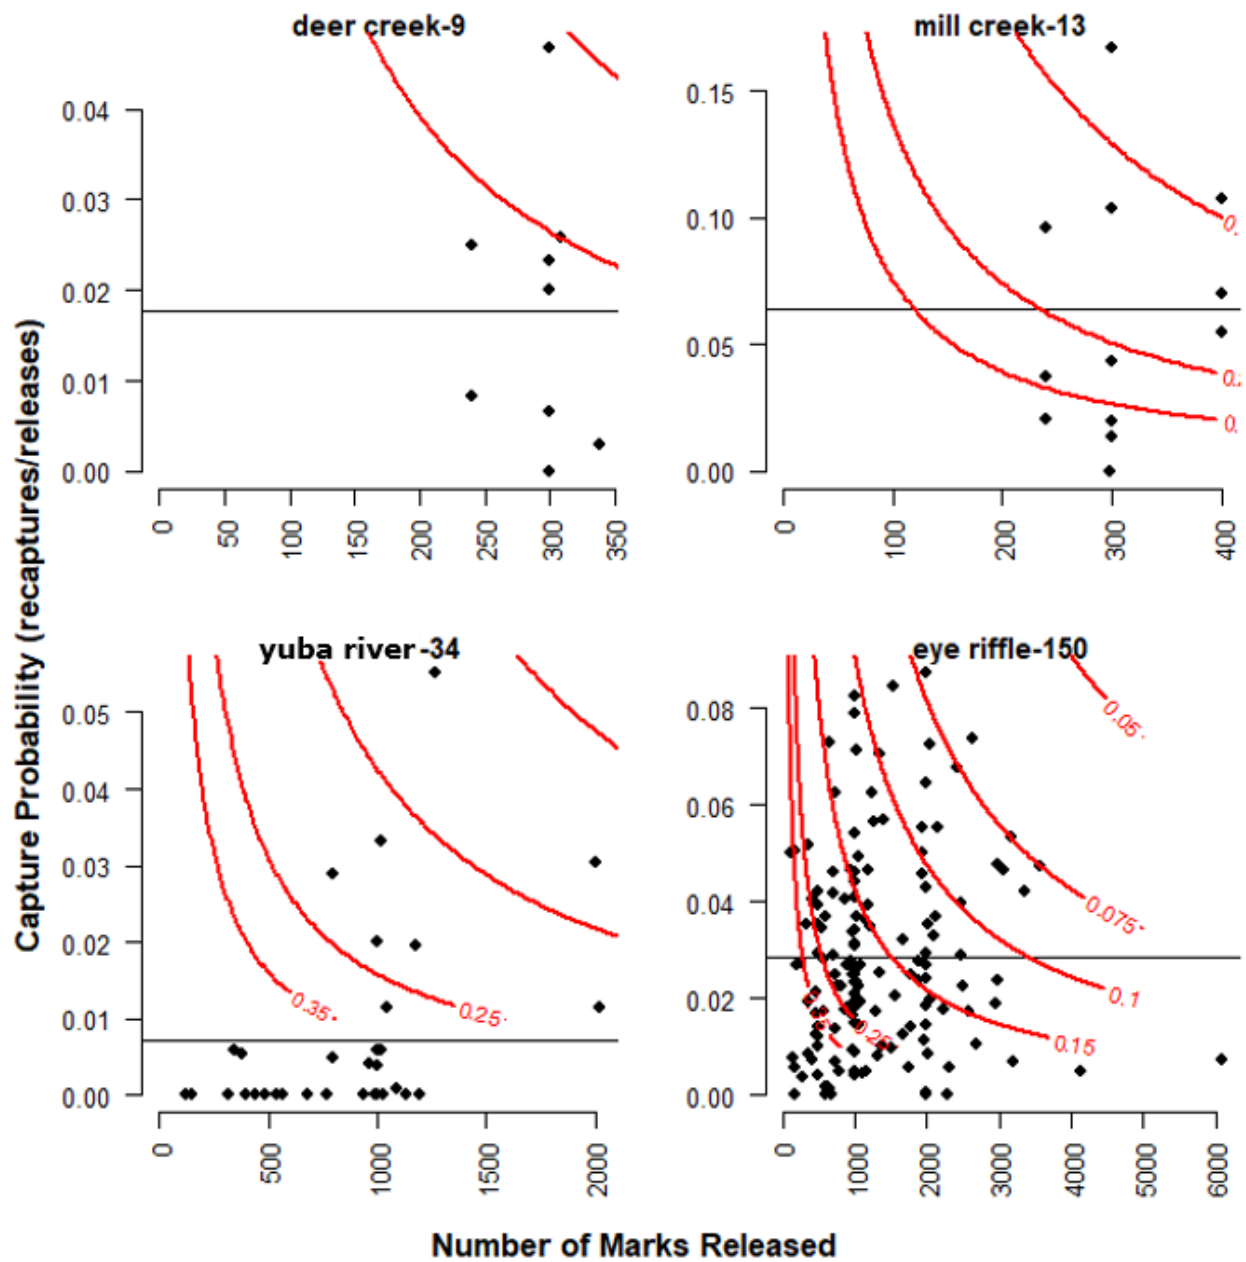 deer creek-9
0.04
0.03
0.02
0.01
0.00
0 50 100 150 200 250 300 350
mill creek-13
0.15
0.10
0.05
0.00
0 100 200 300 400
yuba river-34
0.05
0.04
0.03
0.02
0.01
0.00
0.35
0.25
0 500 1000 1500 2000
eye riffle-150
0.08
0.06
0.04
0.02
0.00
0.05
0.075
0.1
0.15
0.25
0 1000 2000 3000 4000 5000 6000
Capture Probability (recaptures/releases)
Number of Marks Released